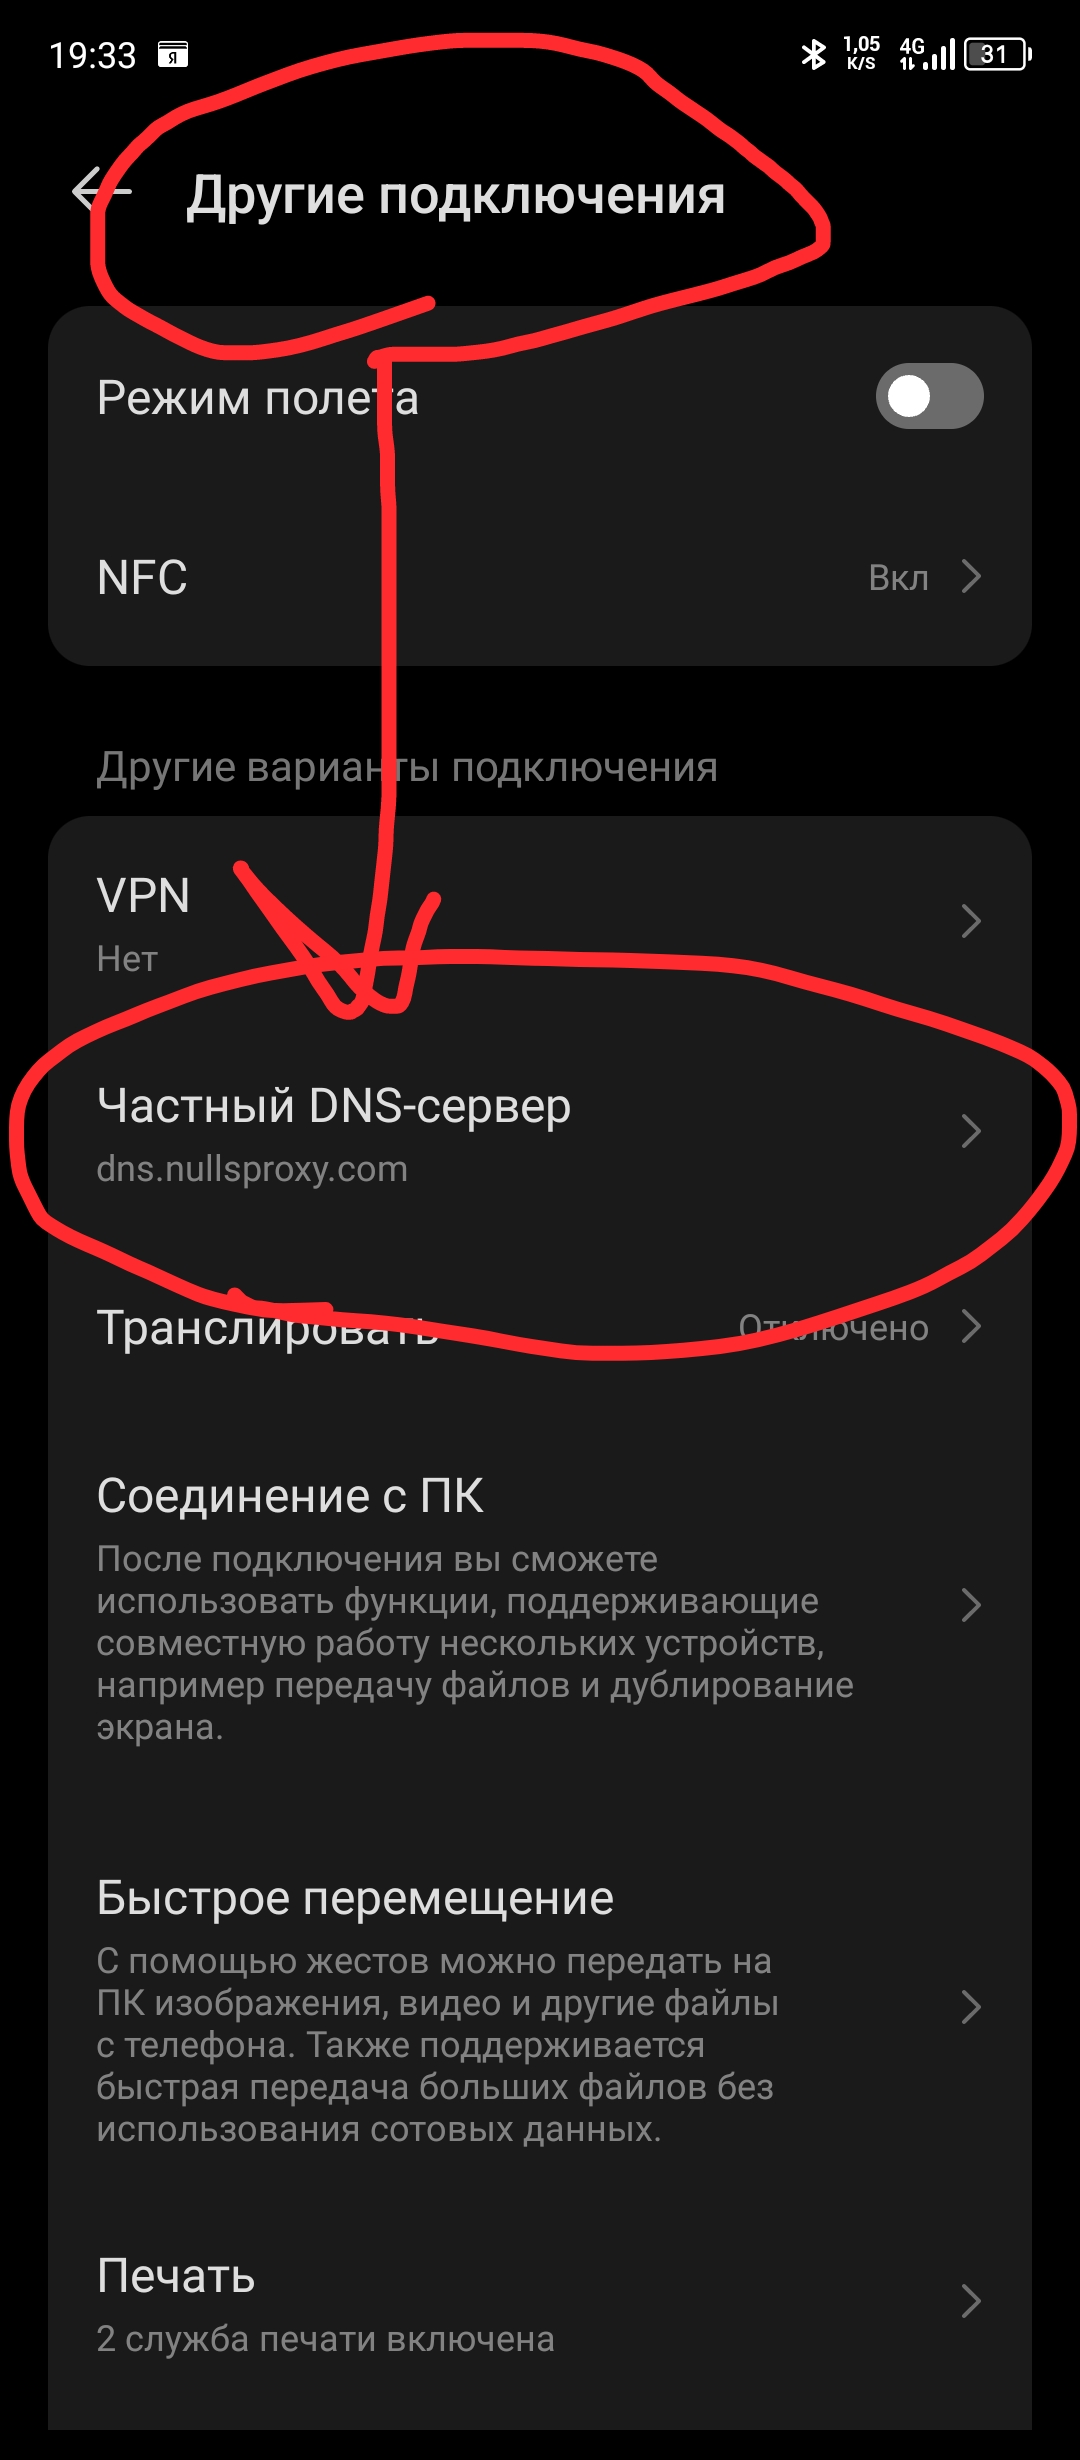 19:33 Я 1,05 K/S 4G 31
Другие подключения
Режим полета
NFC Вкл
Другие варианты подключения
VPN
Нет
Частный DNS-сервер
dns.nullsproxy.com
Транслировать Отключено
Соединение с ПК
После подключения вы сможете
использовать функции, поддерживающие
совместную работу нескольких устройств,
например передачу файлов и дублирование
экрана.
Быстрое перемещение
С помощью жестов можно передать на
ПК изображения, видео и другие файлы
с телефона. Также поддерживается
быстрая передача больших файлов без
использования сотовых данных.
Печать
2 служба печати включена